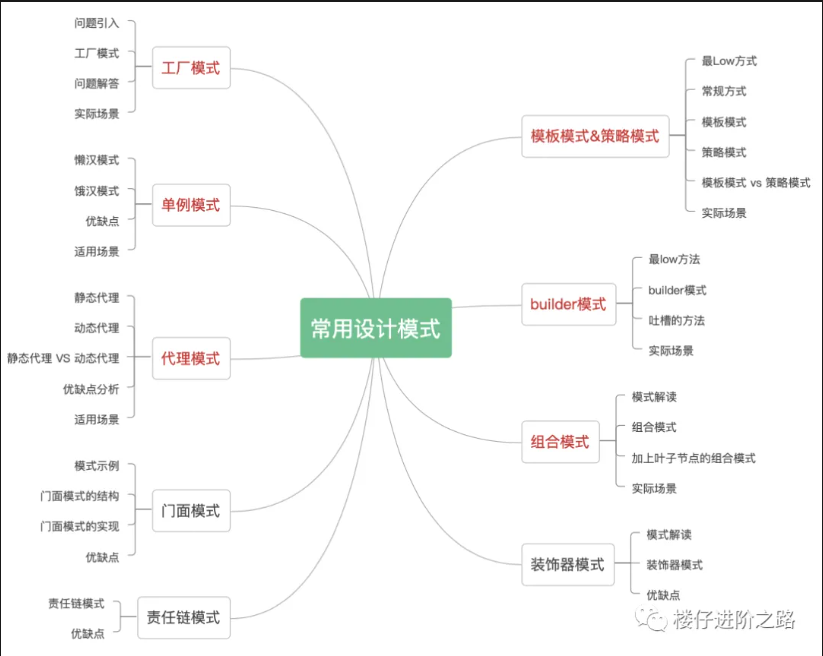 常用设计模式
工厂模式
问题引入
工厂模式
问题解答
实际场景
单例模式
懒汉模式
饿汉模式
优缺点
适用场景
代理模式
静态代理
动态代理
静态代理 VS 动态代理
优缺点分析
适用场景
门面模式
模式示例
门面模式的结构
门面模式的实现
优缺点
责任链模式
责任链模式
优缺点
模板模式&策略模式
最Low方式
常规方式
模板模式
策略模式
模板模式 vs 策略模式
实际场景
builder模式
最low方法
builder模式
吐槽的方法
实际场景
组合模式
模式解读
组合模式
加上叶子节点的组合模式
实际场景
装饰器模式
模式解读
装饰器模式
优缺点
楼仔进阶之路